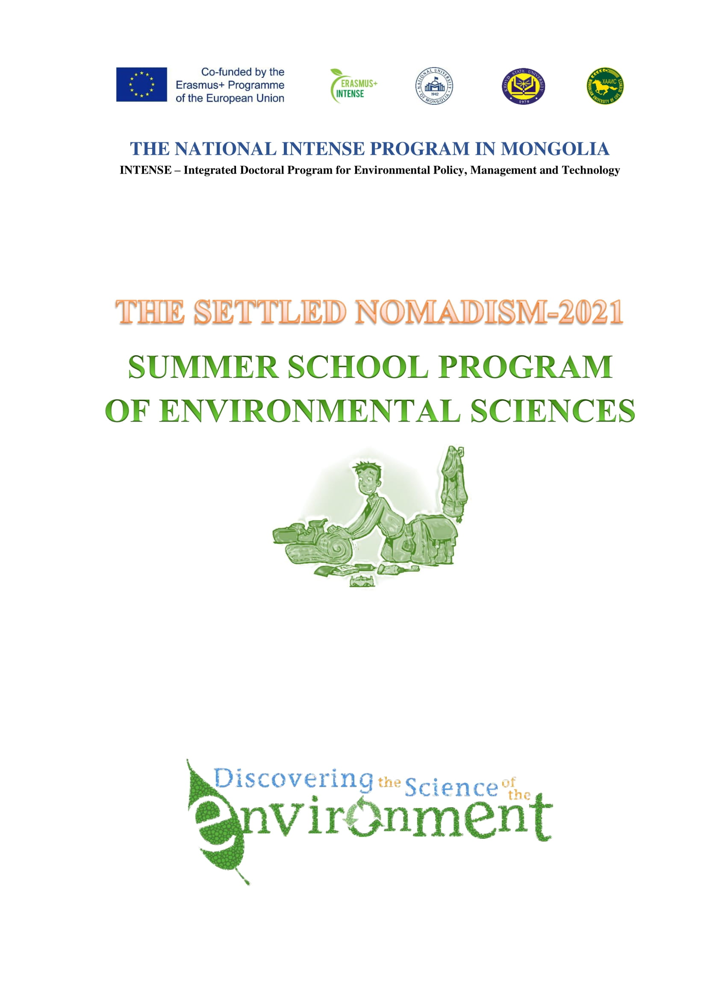 Co-funded by the
Erasmus+ Programme
of the European Union
ERASMUS+
INTENSE
NATIONAL UNIVERSITY
OF MONGOLIA
1942
KHOVD STATE UNIVERSITY
1979
ХААИС
MONGOLIAN UNIVERSITY OF LIFE SCIENCES
THE NATIONAL INTENSE PROGRAM IN MONGOLIA
INTENSE – Integrated Doctoral Program for Environmental Policy, Management and Technology
THE SETTLED NOMADISM-2021
SUMMER SCHOOL PROGRAM
OF ENVIRONMENTAL SCIENCES
Discovering the Science of the
environment